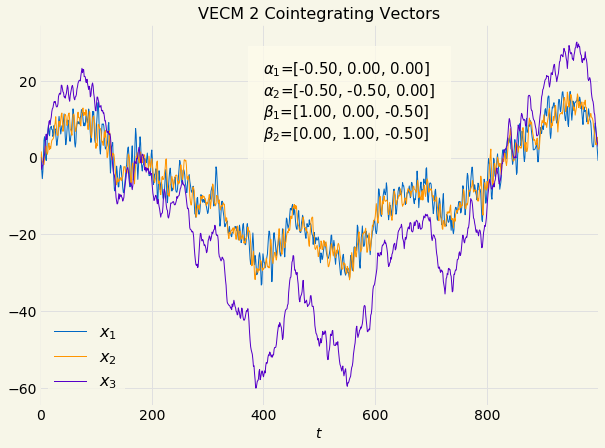 VECM 2 Cointegrating Vectors
α₁=[-0.50, 0.00, 0.00]
α₂=[-0.50, -0.50, 0.00]
β₁=[1.00, 0.00, -0.50]
β₂=[0.00, 1.00, -0.50]
20
0
−20
−40
−60
x₁
x₂
x₃
0 200 400 600 800
t